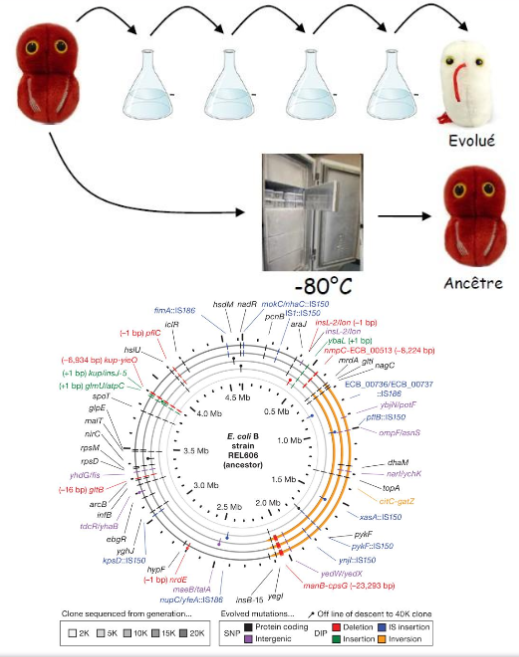 Evolué
-80°C
Ancêtre
hsdM nadR mokC/nhaC::IS150
fimA::IS186
IS1::IS150
pcnB
araJ
insL-2/lon (−1 bp)
insL-2/lon
ybaL (+1 bp)
nmpC-ECB_00513 (−8,224 bp)
mrdA gltI
nagC
ECB_00736/ECB_00737
::IS186
ybjN/potF
pflB::IS150
ompF/asnS
dhaM
narI/ychK
topA
citC-gatZ
xasA::IS150
pykF
pykF::IS150
ynjI::IS150
yedW/yedX
manB-cpsG (−23,293 bp)
yegI
insB-15
nupC/yfeA::IS186
maeB/talA
(−1 bp) nrdE
hypF
kpsD::IS150
yghJ
ebgR
tdcR/yhaB
infB
arcB
(−16 bp) gltB
yhdG/fis
rpsD
rpsM
nirC
malT
glpE
spoT
(+1 bp) glmU/atpC
(+1 bp) kup/insJ-5
(−6,934 bp) kup-yieO
hslU
(−1 bp) pflC
iclR
4.5 Mb
0.5 Mb
4.0 Mb
1.0 Mb
3.5 Mb
1.5 Mb
3.0 Mb
2.0 Mb
2.5 Mb
E. coli B
strain
REL606
(ancestor)
Clone sequenced from generation...
2K 5K 10K 15K 20K
Evolved mutations... Off line of descent to 40K clone
SNP Protein coding Intergenic
DIP Deletion Insertion IS insertion Inversion